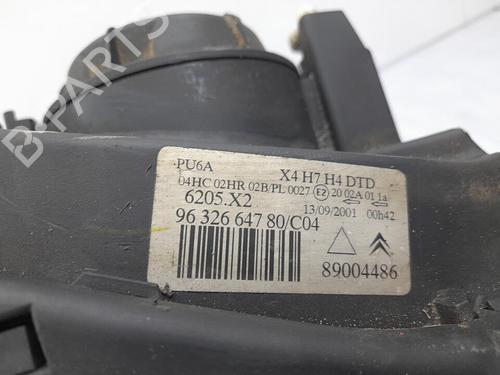 B-PARTS
PU6A X4 H7 H4 DTD
04HC 02HR 02B/PL 0027 E2 20 02A 01 1a
6205.X2 13/09/2001 00h42
96 326 647 80/C04
89004486